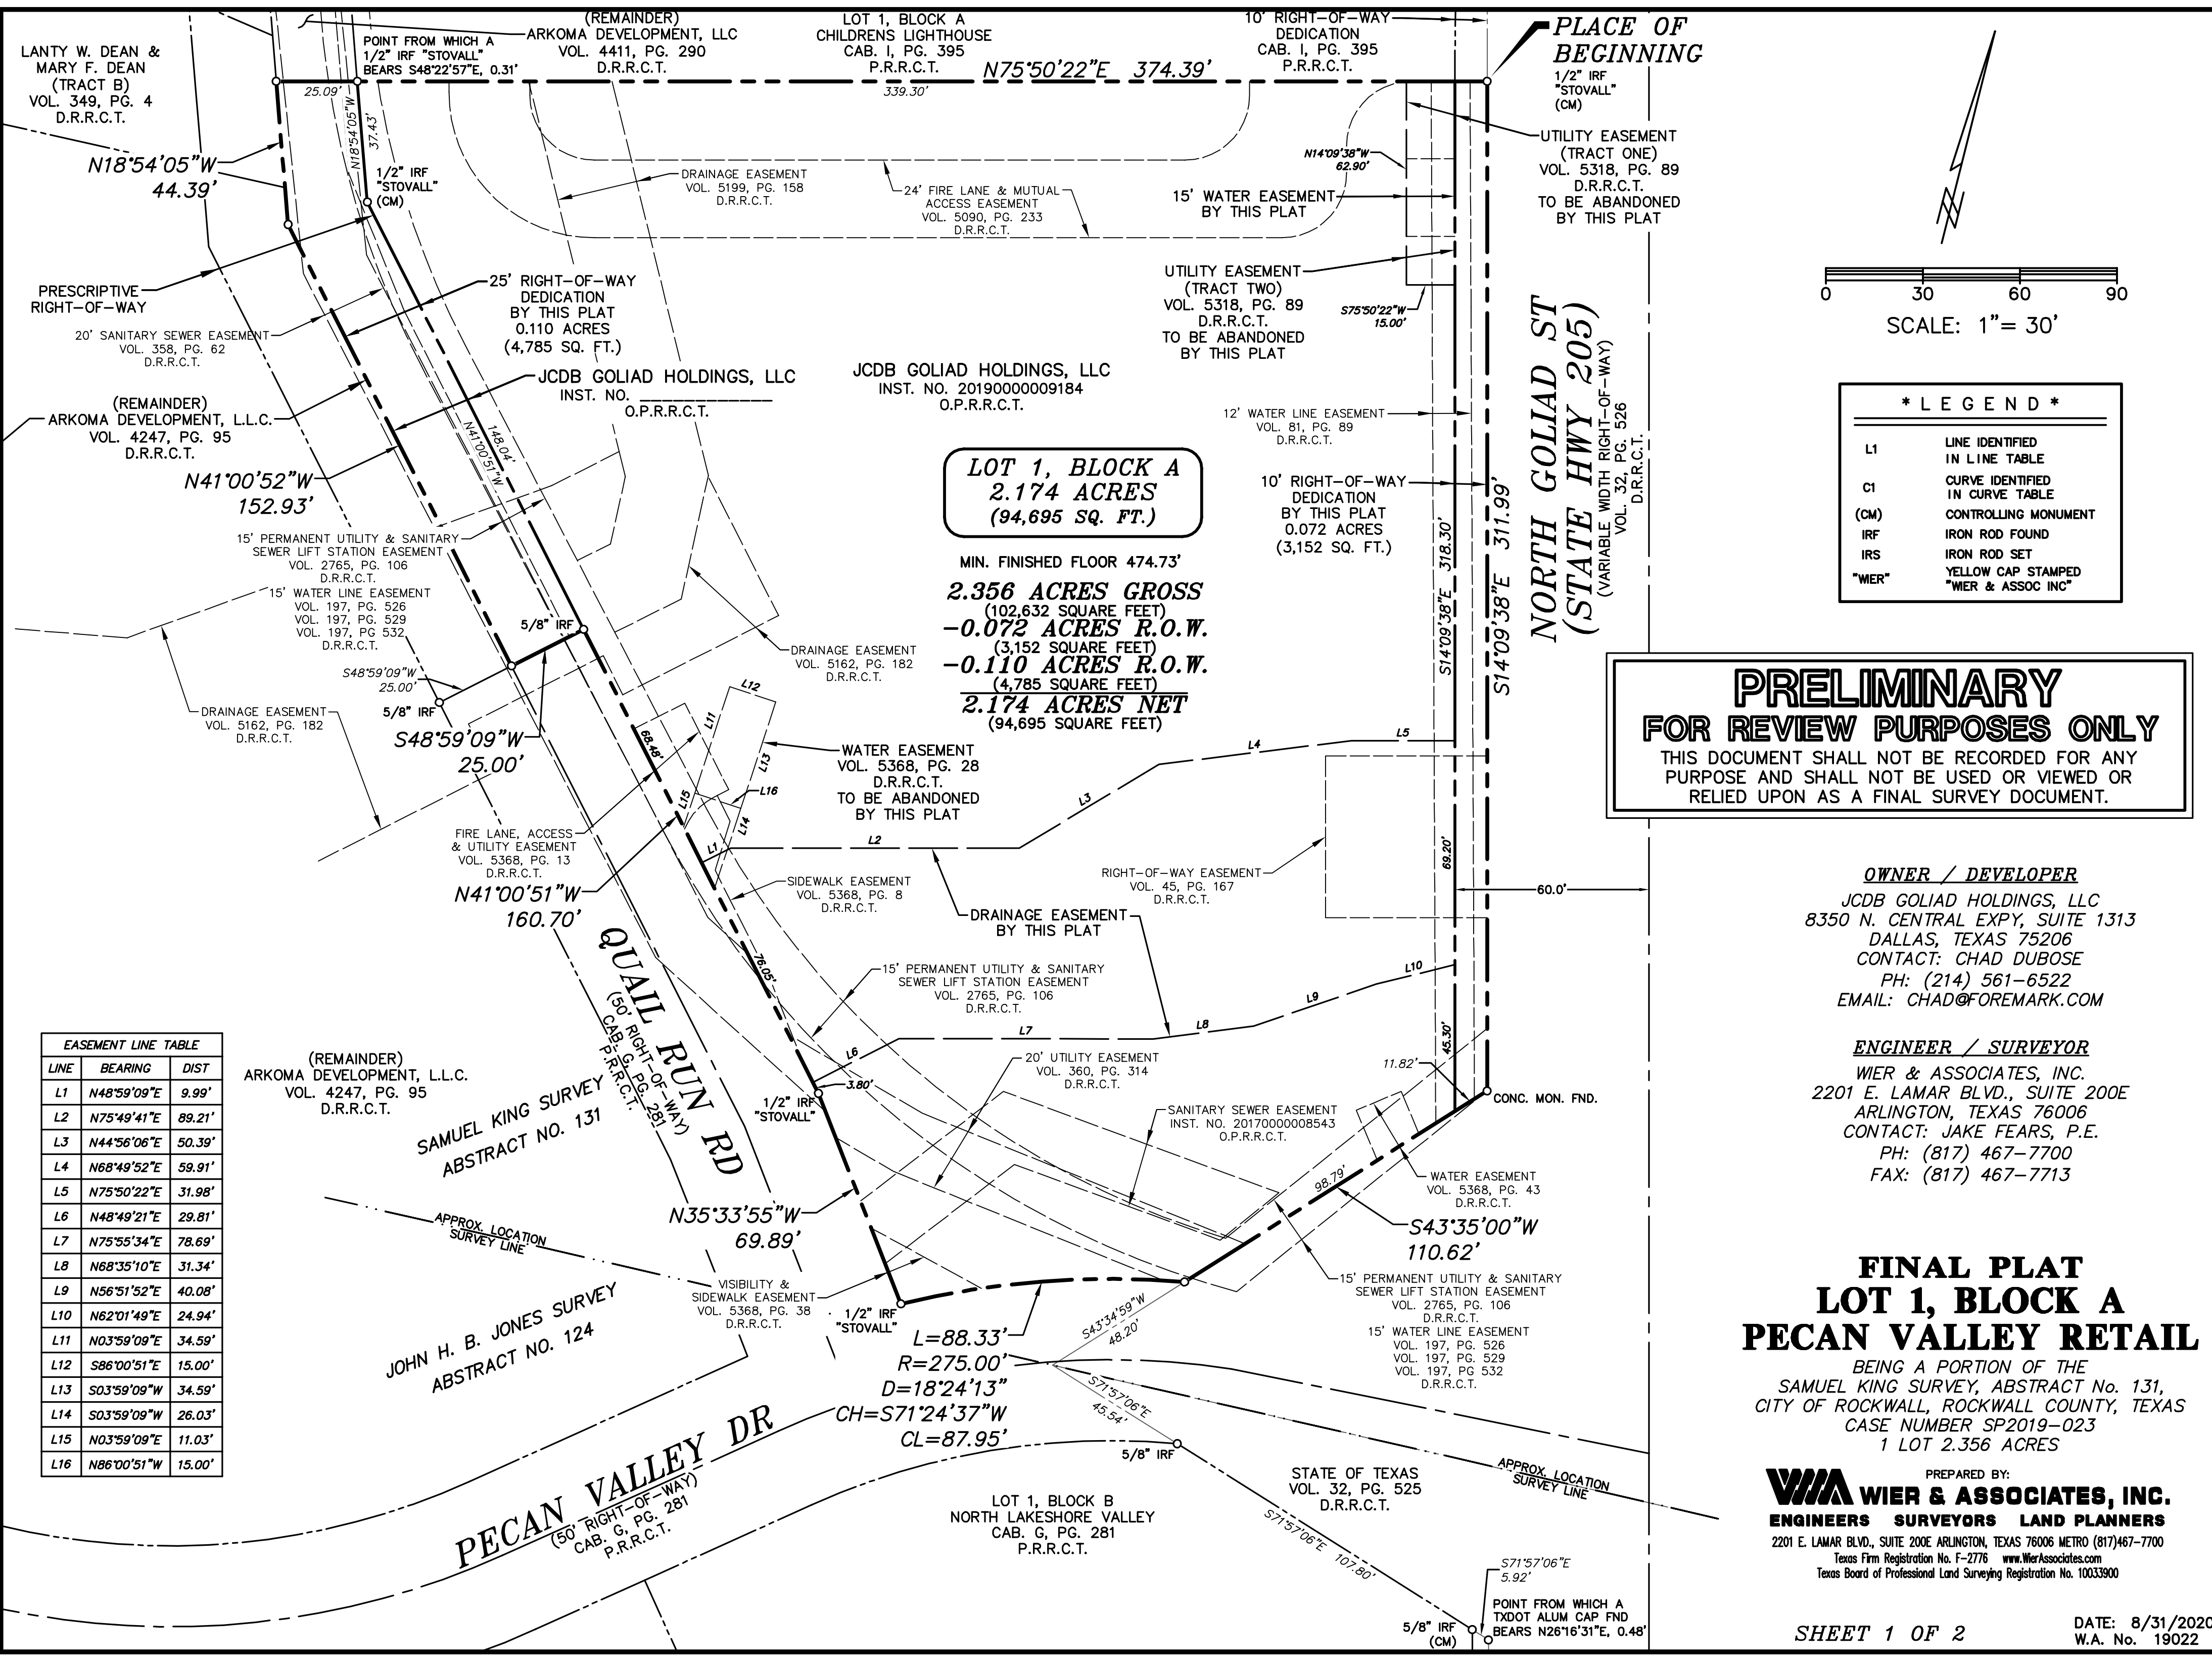 LANTY W. DEAN &
MARY F. DEAN
(TRACT B)
VOL. 349, PG. 4
D.R.R.C.T.
POINT FROM WHICH A
1/2" IRF "STOVALL"
BEARS S48°22'57"E, 0.31'
(REMAINDER)
ARKOMA DEVELOPMENT, LLC
VOL. 4411, PG. 290
D.R.R.C.T.
LOT 1, BLOCK A
CHILDRENS LIGHTHOUSE
CAB. I, PG. 395
P.R.R.C.T.
N75°50'22"E 374.39'
10' RIGHT-OF-WAY
DEDICATION
CAB. I, PG. 395
P.R.R.C.T.
PLACE OF
BEGINNING
1/2" IRF
"STOVALL"
(CM)
25.09'
339.30'
N18°54'05"W
37.43'
N18°54'05"W
44.39'
1/2" IRF
"STOVALL"
(CM)
DRAINAGE EASEMENT
VOL. 5199, PG. 158
D.R.R.C.T.
24' FIRE LANE & MUTUAL
ACCESS EASEMENT
VOL. 5090, PG. 233
D.R.R.C.T.
N14°09'38"W
62.90'
15' WATER EASEMENT
BY THIS PLAT
UTILITY EASEMENT
(TRACT ONE)
VOL. 5318, PG. 89
D.R.R.C.T.
TO BE ABANDONED
BY THIS PLAT
PRESCRIPTIVE
RIGHT-OF-WAY
25' RIGHT-OF-WAY
DEDICATION
BY THIS PLAT
0.110 ACRES
(4,785 SQ. FT.)
UTILITY EASEMENT
(TRACT TWO)
VOL. 5318, PG. 89
D.R.R.C.T.
TO BE ABANDONED
BY THIS PLAT
S75°50'22"W
15.00'
20' SANITARY SEWER EASEMENT
VOL. 358, PG. 62
D.R.R.C.T.
JCDB GOLIAD HOLDINGS, LLC
INST. NO. ____________
O.P.R.R.C.T.
JCDB GOLIAD HOLDINGS, LLC
INST. NO. 20190000009184
O.P.R.R.C.T.
(REMAINDER)
ARKOMA DEVELOPMENT, L.L.C.
VOL. 4247, PG. 95
D.R.R.C.T.
12' WATER LINE EASEMENT
VOL. 81, PG. 89
D.R.R.C.T.
N41°00'51"W
148.04'
N41°00'52"W
152.93'
LOT 1, BLOCK A
2.174 ACRES
(94,695 SQ. FT.)
10' RIGHT-OF-WAY
DEDICATION
BY THIS PLAT
0.072 ACRES
(3,152 SQ. FT.)
S14°09'38"E 318.30'
S14°09'38"E 311.99'
NORTH GOLIAD ST
(STATE HWY 205)
(VARIABLE WIDTH RIGHT-OF-WAY)
VOL. 32, PG. 526
D.R.R.C.T.
15' PERMANENT UTILITY & SANITARY
SEWER LIFT STATION EASEMENT
VOL. 2765, PG. 106
D.R.R.C.T.
15' WATER LINE EASEMENT
VOL. 197, PG. 526
VOL. 197, PG. 529
VOL. 197, PG 532
D.R.R.C.T.
MIN. FINISHED FLOOR 474.73'
2.356 ACRES GROSS
(102,632 SQUARE FEET)
-0.072 ACRES R.O.W.
(3,152 SQUARE FEET)
-0.110 ACRES R.O.W.
(4,785 SQUARE FEET)
2.174 ACRES NET
(94,695 SQUARE FEET)
5/8" IRF
S48°59'09"W
25.00'
5/8" IRF
DRAINAGE EASEMENT
VOL. 5162, PG. 182
D.R.R.C.T.
DRAINAGE EASEMENT
VOL. 5162, PG. 182
D.R.R.C.T.
S48°59'09"W
25.00'
L12
L11
68.48'
L13
L16
L15
L14
WATER EASEMENT
VOL. 5368, PG. 28
D.R.R.C.T.
TO BE ABANDONED
BY THIS PLAT
L5
L4
L3
L2
L1
FIRE LANE, ACCESS
& UTILITY EASEMENT
VOL. 5368, PG. 13
D.R.R.C.T.
N41°00'51"W
160.70'
SIDEWALK EASEMENT
VOL. 5368, PG. 8
D.R.R.C.T.
RIGHT-OF-WAY EASEMENT
VOL. 45, PG. 167
D.R.R.C.T.
69.20'
60.0'
DRAINAGE EASEMENT
BY THIS PLAT
76.05'
QUAIL RUN RD
(50' RIGHT-OF-WAY)
CAB. G, PG. 281
P.R.R.C.T.
15' PERMANENT UTILITY & SANITARY
SEWER LIFT STATION EASEMENT
VOL. 2765, PG. 106
D.R.R.C.T.
L10
L9
L8
L7
L6
45.30'
3.80'
11.82'
20' UTILITY EASEMENT
VOL. 360, PG. 314
D.R.R.C.T.
CONC. MON. FND.
1/2" IRF
"STOVALL"
SANITARY SEWER EASEMENT
INST. NO. 20170000008543
O.P.R.R.C.T.
(REMAINDER)
ARKOMA DEVELOPMENT, L.L.C.
VOL. 4247, PG. 95
D.R.R.C.T.
SAMUEL KING SURVEY
ABSTRACT NO. 131
98.79'
WATER EASEMENT
VOL. 5368, PG. 43
D.R.R.C.T.
N35°33'55"W
69.89'
S43°35'00"W
110.62'
APPROX. LOCATION
SURVEY LINE
VISIBILITY &
SIDEWALK EASEMENT
VOL. 5368, PG. 38
D.R.R.C.T.
1/2" IRF
"STOVALL"
15' PERMANENT UTILITY & SANITARY
SEWER LIFT STATION EASEMENT
VOL. 2765, PG. 106
D.R.R.C.T.
15' WATER LINE EASEMENT
VOL. 197, PG. 526
VOL. 197, PG. 529
VOL. 197, PG 532
D.R.R.C.T.
JOHN H. B. JONES SURVEY
ABSTRACT NO. 124
L=88.33'
R=275.00'
D=18°24'13"
CH=S71°24'37"W
CL=87.95'
S43°34'59"W
48.20'
S71°57'06"E
45.54'
5/8" IRF
PECAN VALLEY DR
(50' RIGHT-OF-WAY)
CAB. G, PG. 281
P.R.R.C.T.
LOT 1, BLOCK B
NORTH LAKESHORE VALLEY
CAB. G, PG. 281
P.R.R.C.T.
STATE OF TEXAS
VOL. 32, PG. 525
D.R.R.C.T.
APPROX. LOCATION
SURVEY LINE
S71°57'06"E 107.80'
S71°57'06"E
5.92'
5/8" IRF
(CM)
POINT FROM WHICH A
TXDOT ALUM CAP FND
BEARS N26°16'31"E, 0.48'
EASEMENT LINE TABLE
LINE BEARING DIST
L1 N48°59'09"E 9.99'
L2 N75°49'41"E 89.21'
L3 N44°56'06"E 50.39'
L4 N68°49'52"E 59.91'
L5 N75°50'22"E 31.98'
L6 N48°49'21"E 29.81'
L7 N75°55'34"E 78.69'
L8 N68°35'10"E 31.34'
L9 N56°51'52"E 40.08'
L10 N62°01'49"E 24.94'
L11 N03°59'09"E 34.59'
L12 S86°00'51"E 15.00'
L13 S03°59'09"W 34.59'
L14 S03°59'09"W 26.03'
L15 N03°59'09"E 11.03'
L16 N86°00'51"W 15.00'
0 30 60 90
SCALE: 1"= 30'
* L E G E N D *
L1 LINE IDENTIFIED
IN LINE TABLE
C1 CURVE IDENTIFIED
IN CURVE TABLE
(CM) CONTROLLING MONUMENT
IRF IRON ROD FOUND
IRS IRON ROD SET
"WIER" YELLOW CAP STAMPED
"WIER & ASSOC INC"
PRELIMINARY
FOR REVIEW PURPOSES ONLY
THIS DOCUMENT SHALL NOT BE RECORDED FOR ANY
PURPOSE AND SHALL NOT BE USED OR VIEWED OR
RELIED UPON AS A FINAL SURVEY DOCUMENT.
OWNER / DEVELOPER
JCDB GOLIAD HOLDINGS, LLC
8350 N. CENTRAL EXPY, SUITE 1313
DALLAS, TEXAS 75206
CONTACT: CHAD DUBOSE
PH: (214) 561-6522
EMAIL: CHAD@FOREMARK.COM
ENGINEER / SURVEYOR
WIER & ASSOCIATES, INC.
2201 E. LAMAR BLVD., SUITE 200E
ARLINGTON, TEXAS 76006
CONTACT: JAKE FEARS, P.E.
PH: (817) 467-7700
FAX: (817) 467-7713
FINAL PLAT
LOT 1, BLOCK A
PECAN VALLEY RETAIL
BEING A PORTION OF THE
SAMUEL KING SURVEY, ABSTRACT No. 131,
CITY OF ROCKWALL, ROCKWALL COUNTY, TEXAS
CASE NUMBER SP2019-023
1 LOT 2.356 ACRES
PREPARED BY:
WIER & ASSOCIATES, INC.
ENGINEERS SURVEYORS LAND PLANNERS
2201 E. LAMAR BLVD., SUITE 200E ARLINGTON, TEXAS 76006 METRO (817)467-7700
Texas Firm Registration No. F-2776 www.WierAssociates.com
Texas Board of Professional Land Surveying Registration No. 10033900
SHEET 1 OF 2
DATE: 8/31/2020
W.A. No. 19022